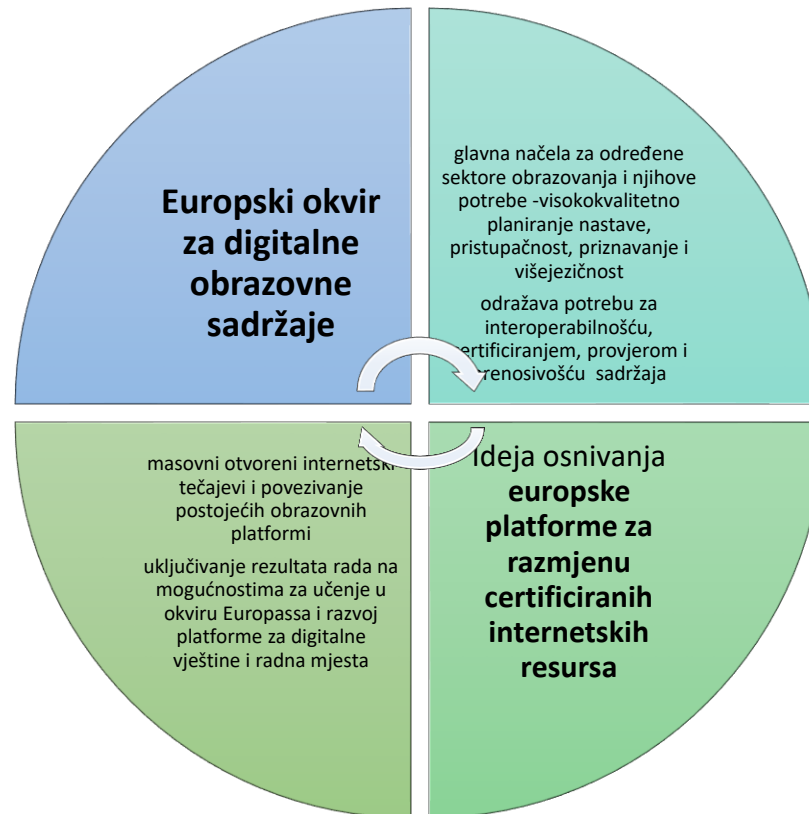 Europski okvir
za digitalne
obrazovne
sadržaje
glavna načela za određene
sektore obrazovanja i njihove
potrebe -visokokvalitetno
planiranje nastave,
pristupačnost, priznavanje i
višejezičnost
odražava potrebu za
interoperabilnošću,
certificiranjem, provjerom i
prenosivošću sadržaja
masovni otvoreni internetski
tečajevi i povezivanje
postojećih obrazovnih
platformi
uključivanje rezultata rada na
mogućnostima za učenje u
okviru Europassa i razvoj
platforme za digitalne
vještine i radna mjesta
Ideja osnivanja
europske
platforme za
razmjenu
certificiranih
internetskih
resursa